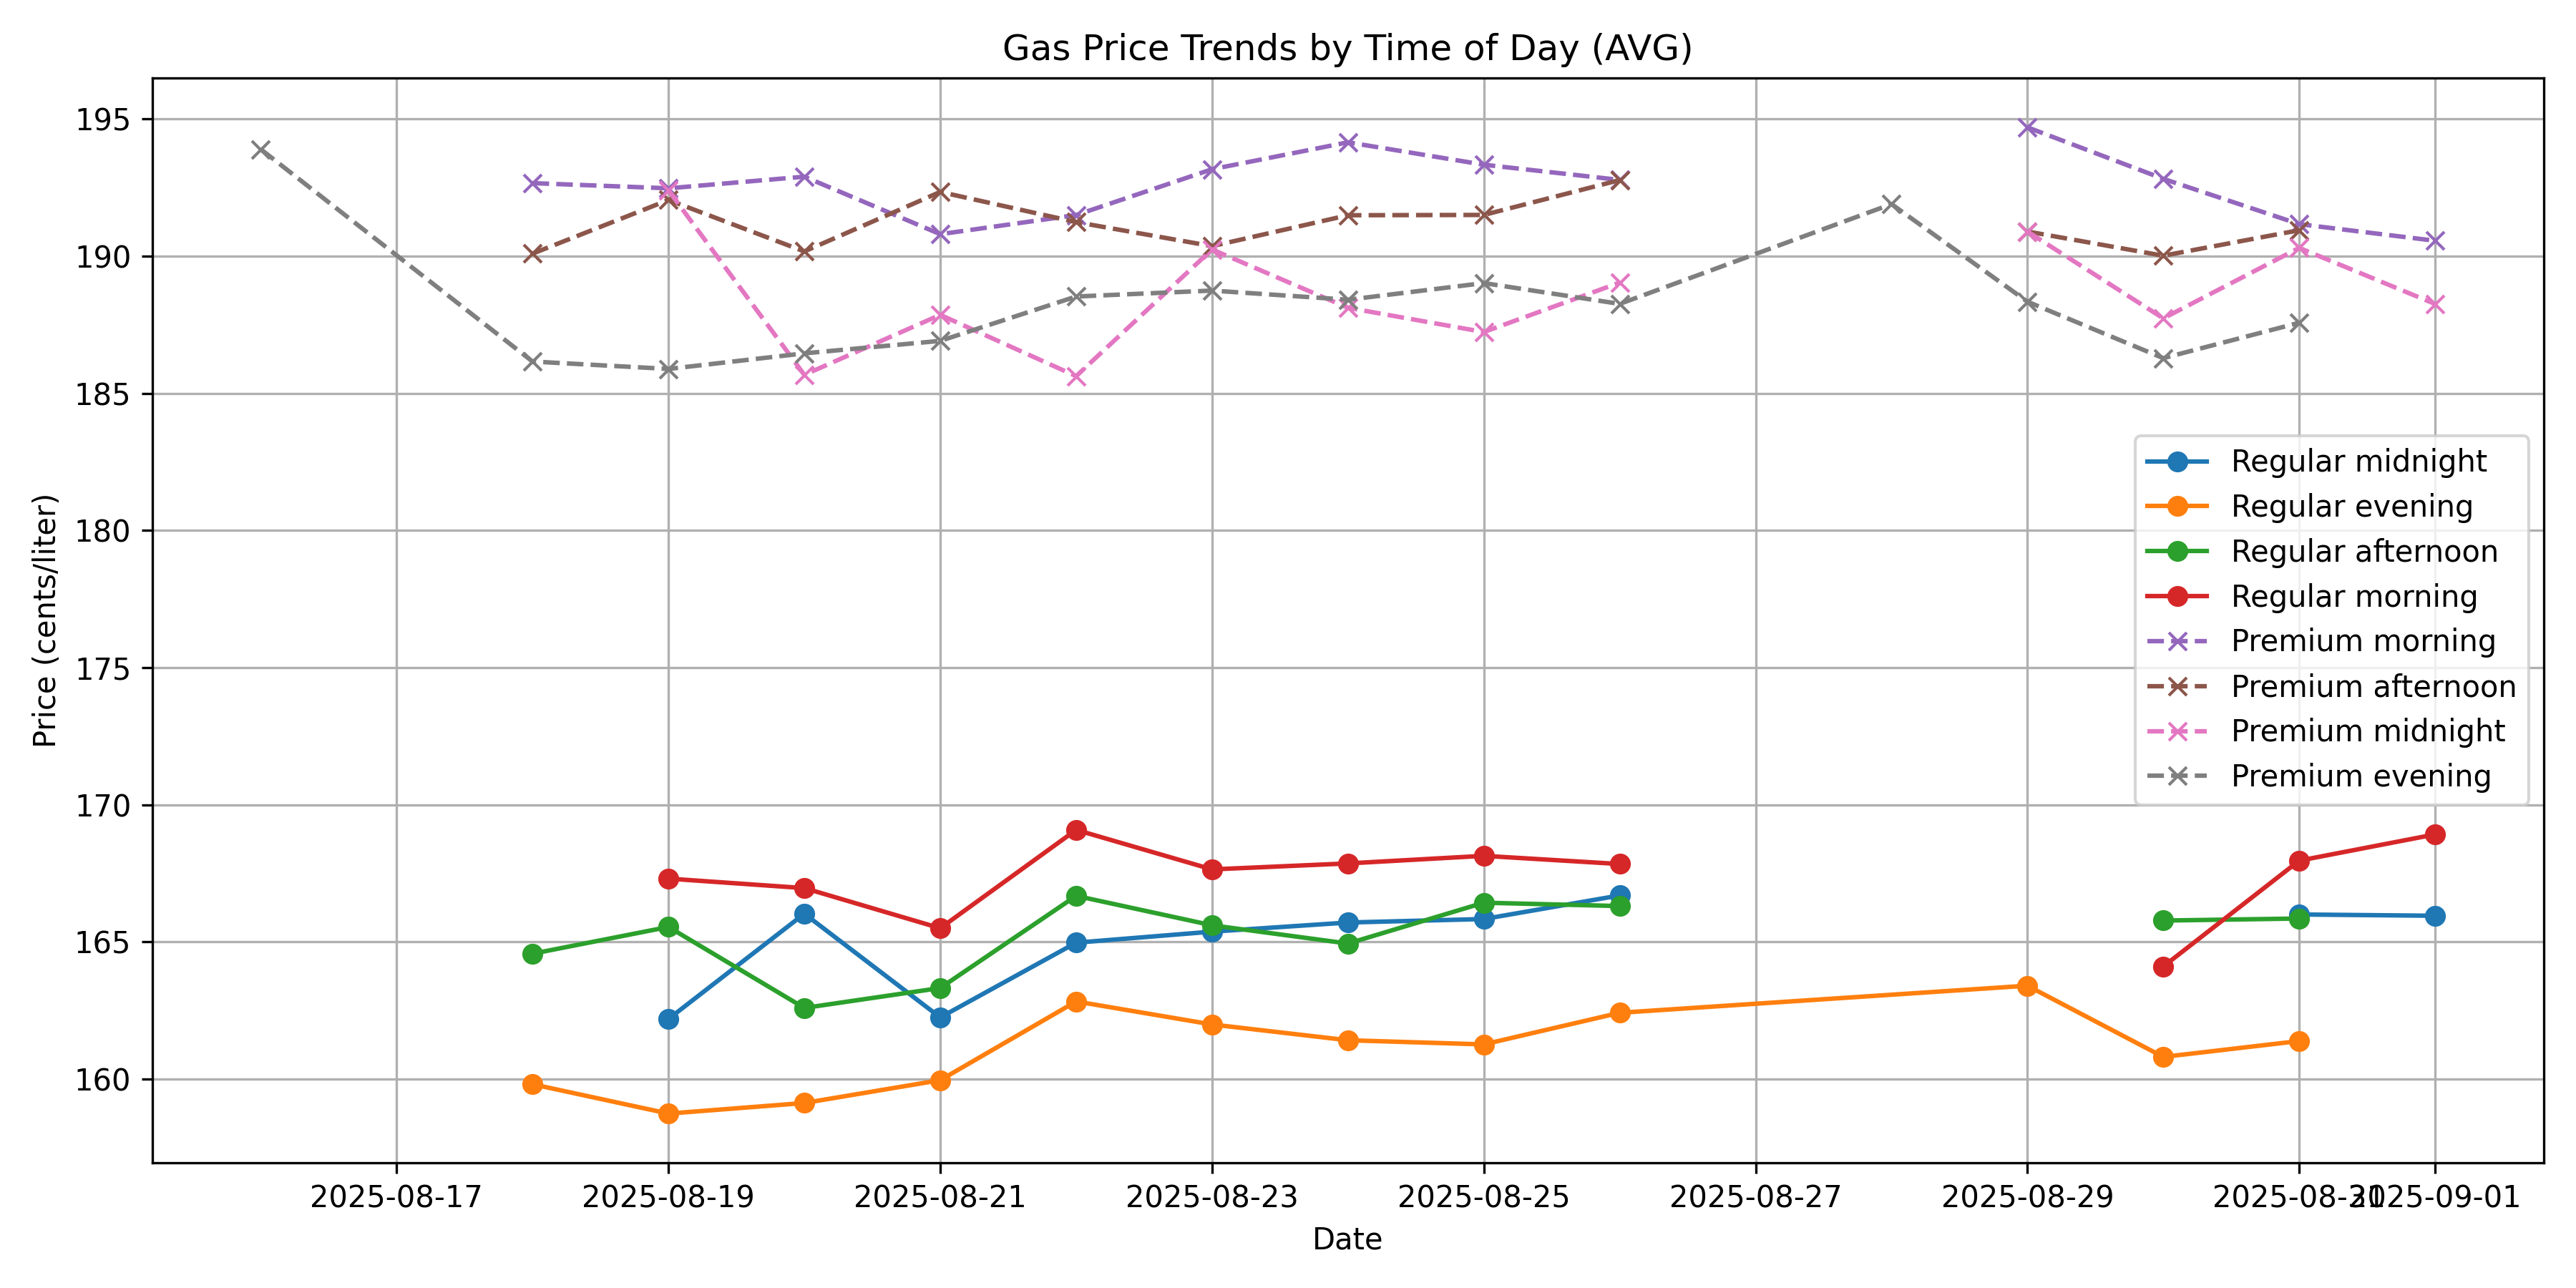 Gas Price Trends by Time of Day (AVG)
Price (cents/liter)
195
190
185
180
175
170
165
160
Regular midnight
Regular evening
Regular afternoon
Regular morning
Premium morning
Premium afternoon
Premium midnight
Premium evening
2025-08-17 2025-08-19 2025-08-21 2025-08-23 2025-08-25 2025-08-27 2025-08-29 2025-08-31 2025-09-01
Date